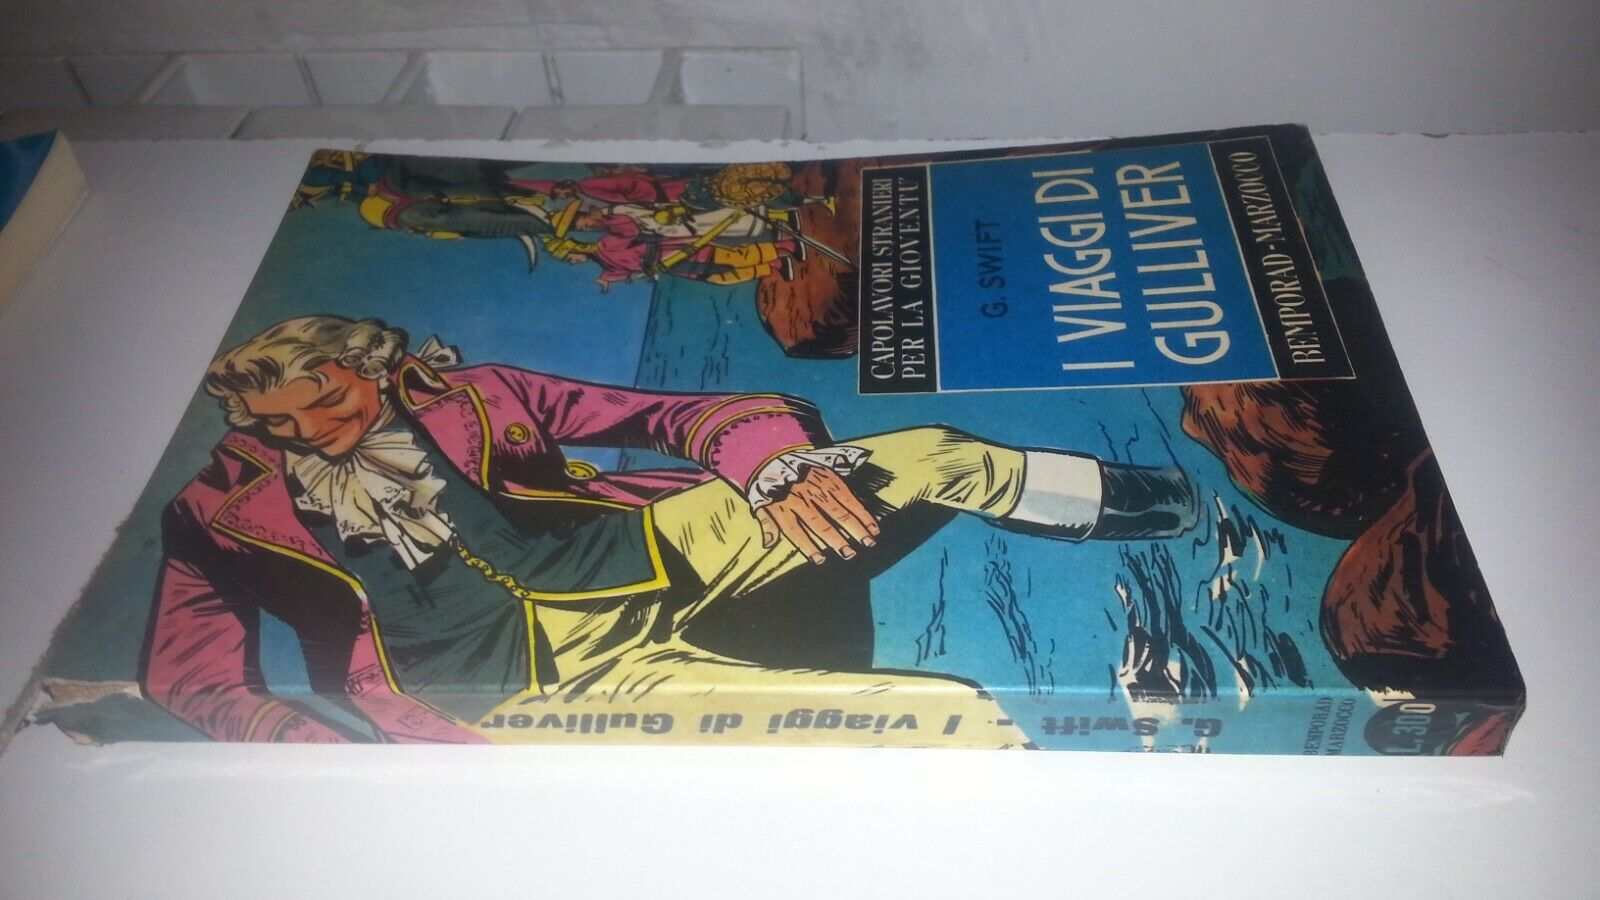 CAPOLAVORI STRANIERI
PER LA GIOVENTU'
G. SWIFT
I VIAGGI DI
GULLIVER
BEMPORAD-MARZOCCO
G. Swift - I viaggi di Gulliver
BEMPORAD
MARZOCCO
L.300